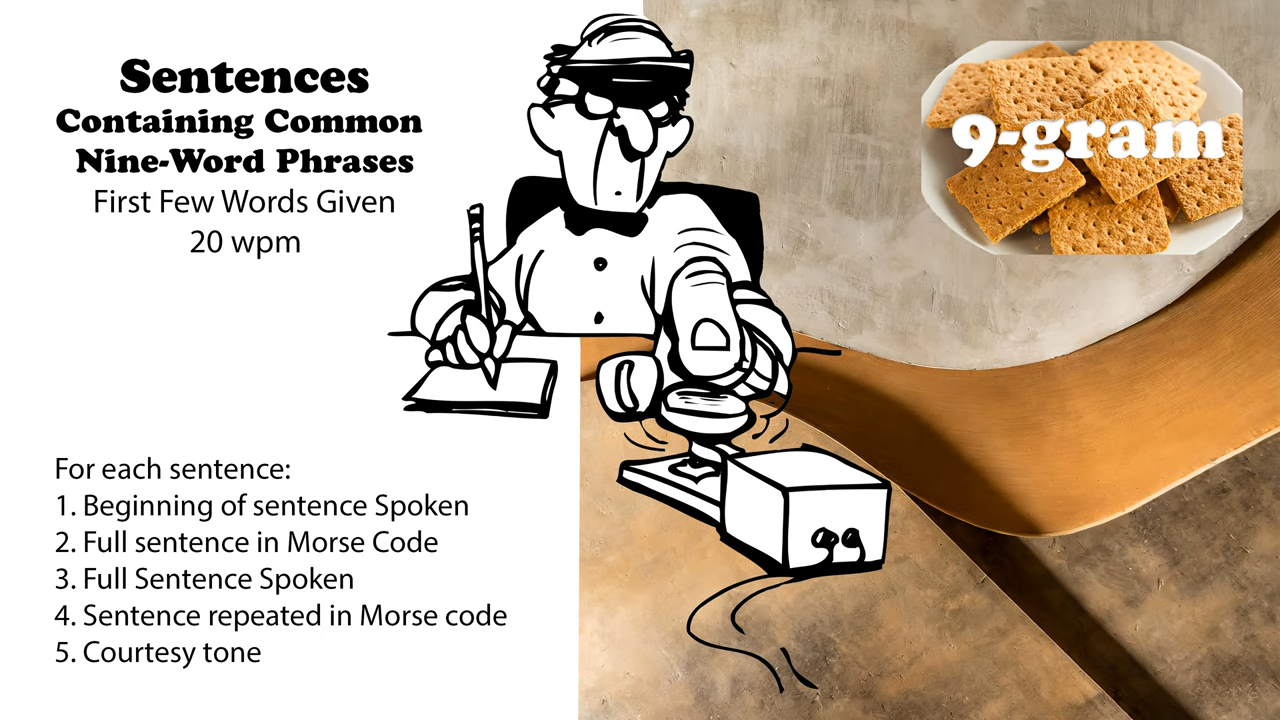 Sentences
Containing Common
Nine-Word Phrases
First Few Words Given
20 wpm
9-gram
For each sentence:
1. Beginning of sentence Spoken
2. Full sentence in Morse Code
3. Full Sentence Spoken
4. Sentence repeated in Morse code
5. Courtesy tone